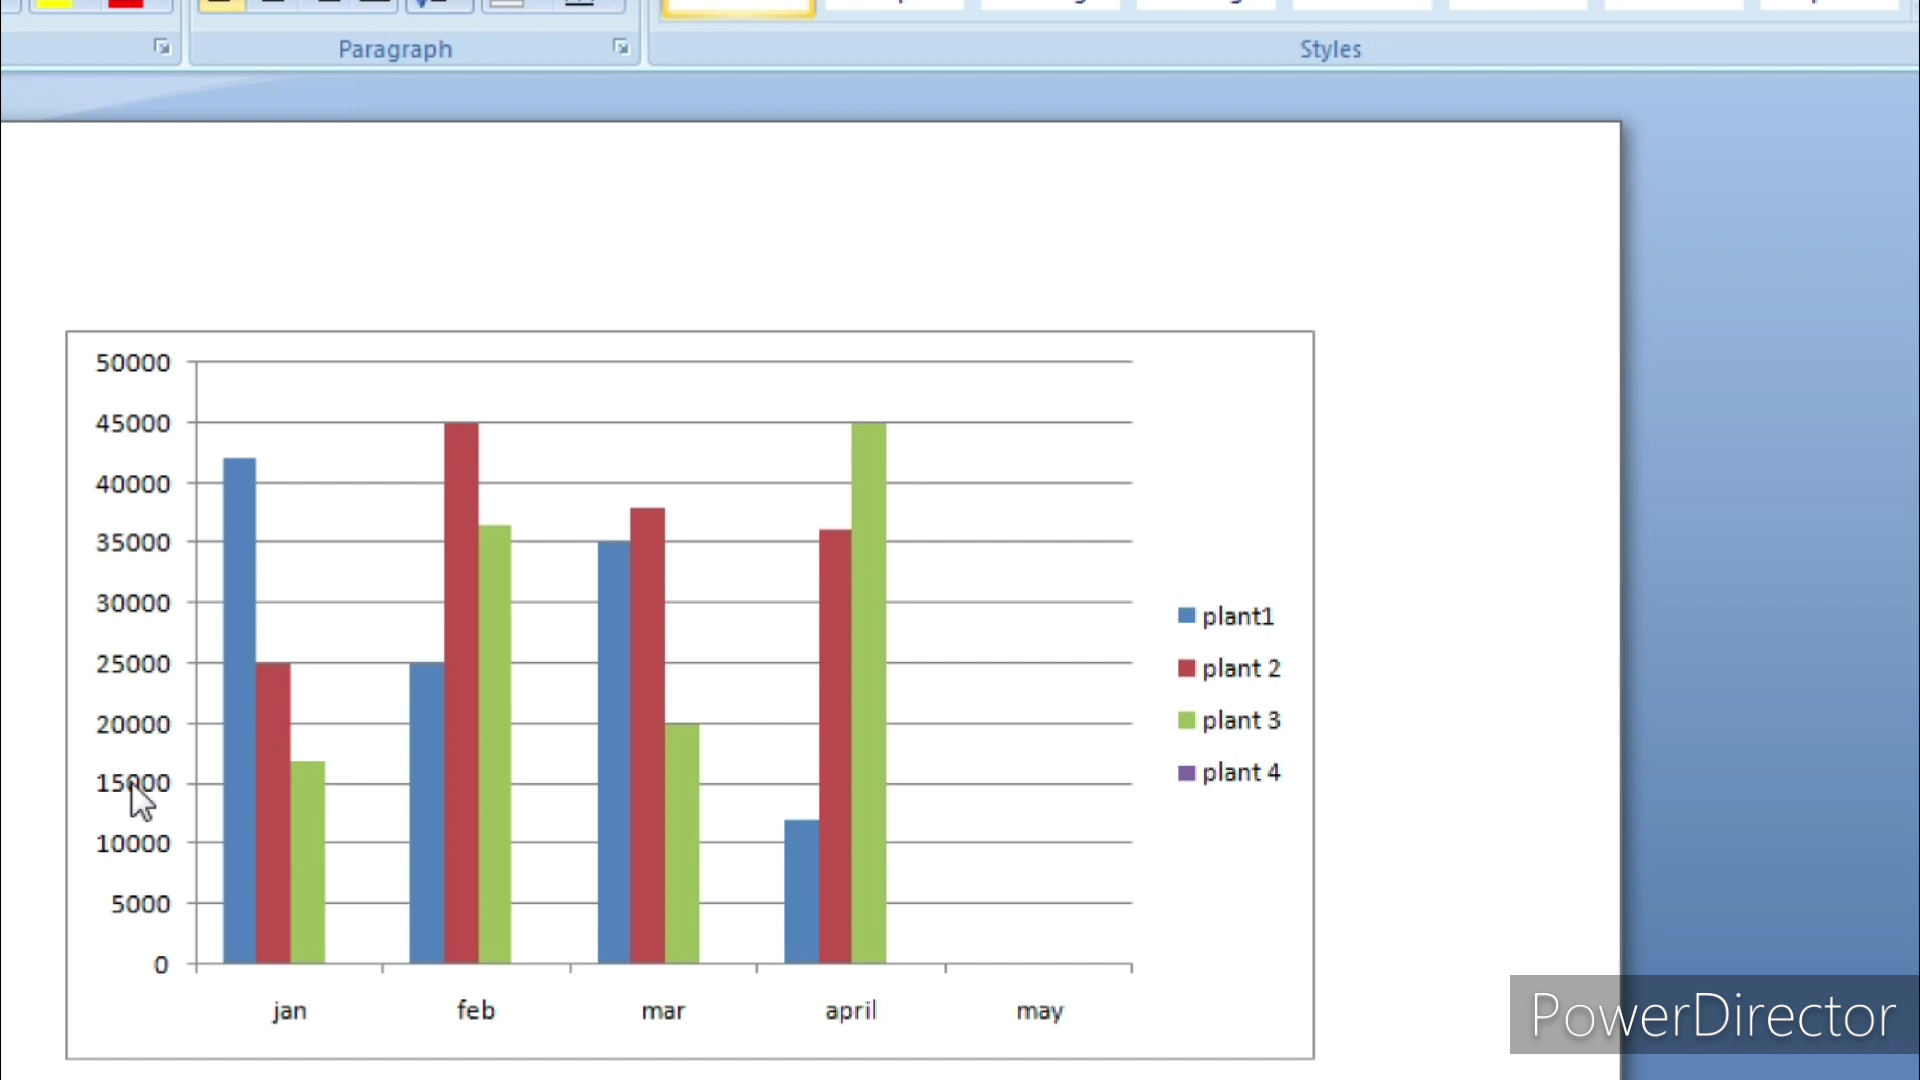 Paragraph
Styles
50000
45000
40000
35000
30000
25000
20000
15000
10000
5000
0
jan
feb
mar
april
may
plant1
plant 2
plant 3
plant 4
PowerDirector